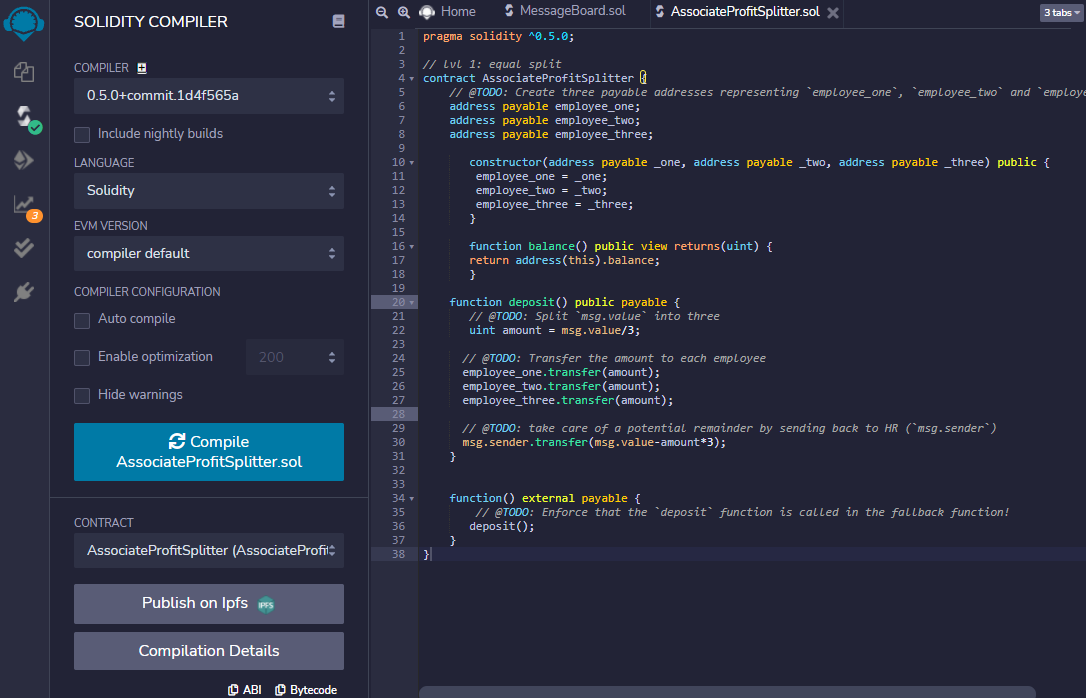 SOLIDITY COMPILER
COMPILER
0.5.0+commit.1d4f565a
Include nightly builds
LANGUAGE
Solidity
EVM VERSION
compiler default
COMPILER CONFIGURATION
Auto compile
Enable optimization
200
Hide warnings
Compile
AssociateProfitSplitter.sol
CONTRACT
AssociateProfitSplitter (AssociateProfit
Publish on Ipfs
IPFS
Compilation Details
ABI
Bytecode
3
Home
MessageBoard.sol
AssociateProfitSplitter.sol
3 tabs
1 pragma solidity ^0.5.0;
2
3 // lvl 1: equal split
4 contract AssociateProfitSplitter {
5 // @TODO: Create three payable addresses representing `employee_one`, `employee_two` and `employe
6 address payable employee_one;
7 address payable employee_two;
8 address payable employee_three;
9
10 constructor(address payable _one, address payable _two, address payable _three) public {
11 employee_one = _one;
12 employee_two = _two;
13 employee_three = _three;
14 }
15
16 function balance() public view returns(uint) {
17 return address(this).balance;
18 }
19
20 function deposit() public payable {
21 // @TODO: Split `msg.value` into three
22 uint amount = msg.value/3;
23
24 // @TODO: Transfer the amount to each employee
25 employee_one.transfer(amount);
26 employee_two.transfer(amount);
27 employee_three.transfer(amount);
28
29 // @TODO: take care of a potential remainder by sending back to HR (`msg.sender`)
30 msg.sender.transfer(msg.value-amount*3);
31 }
32
33
34 function() external payable {
35 // @TODO: Enforce that the `deposit` function is called in the fallback function!
36 deposit();
37 }
38 }